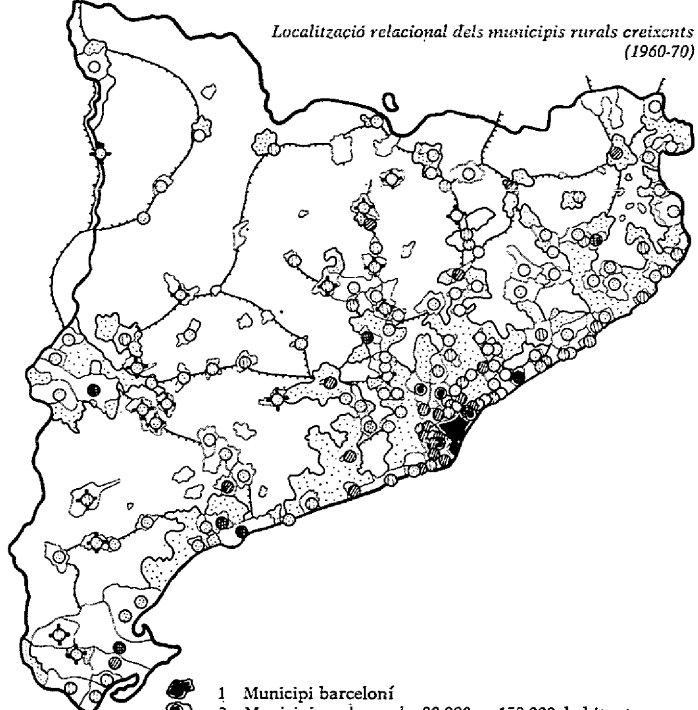 Localització relacional dels municipis rurals creixents
(1960-70)
1 Municipi barceloní